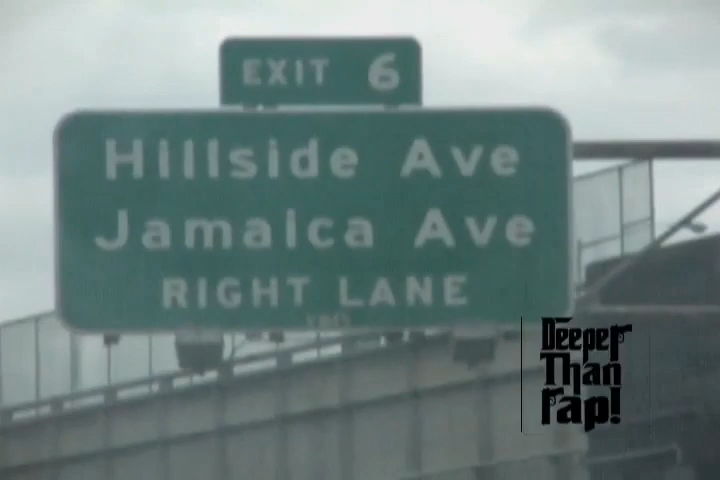 EXIT 6
Hillside Ave
Jamaica Ave
RIGHT LANE
Deeper
Than
rap!